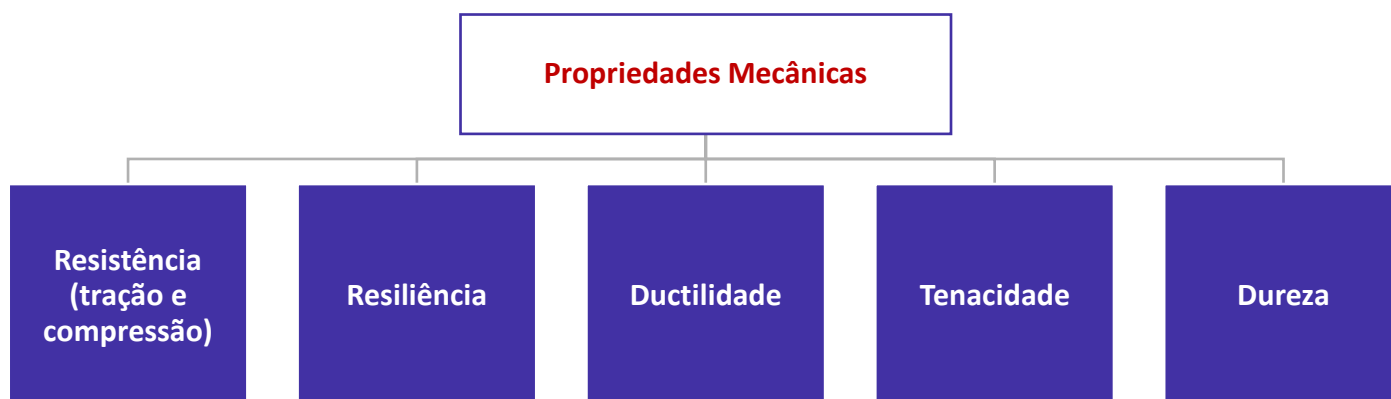 Propriedades Mecânicas
Resistência
(tração e
compressão)
Resiliência
Ductilidade
Tenacidade
Dureza